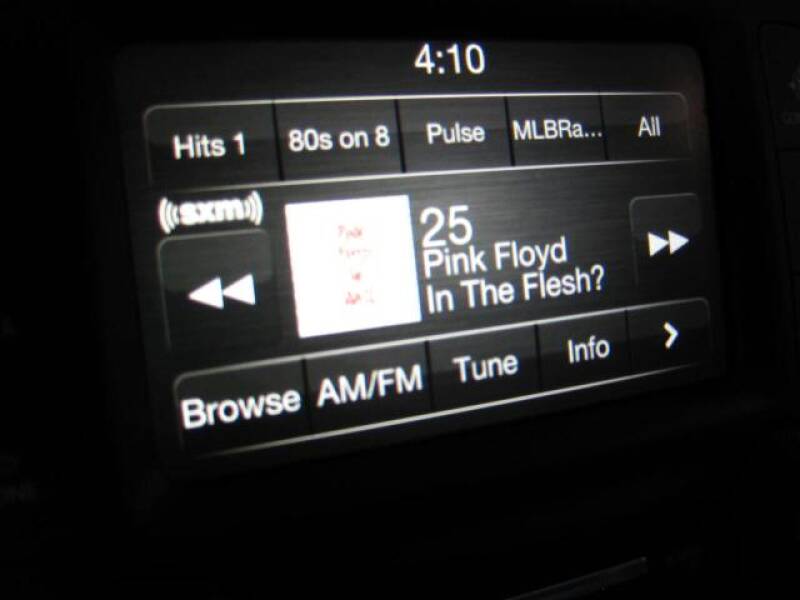 4:10
Hits 1 80s on 8 Pulse MLBRa... All
((sxm))
25
Pink Floyd
In The Flesh?
Browse AM/FM Tune Info >